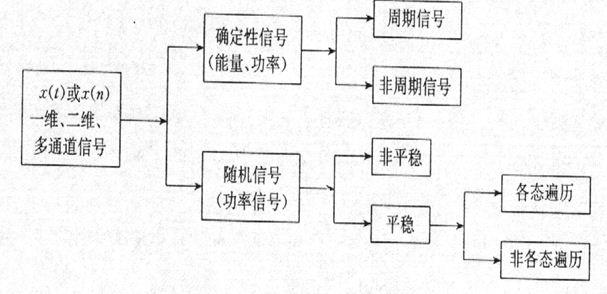 x(t)或x(n)
一维、二维、
多通道信号
确定性信号
(能量、功率)
周期信号
非周期信号
随机信号
(功率信号)
非平稳
平稳
各态遍历
非各态遍历